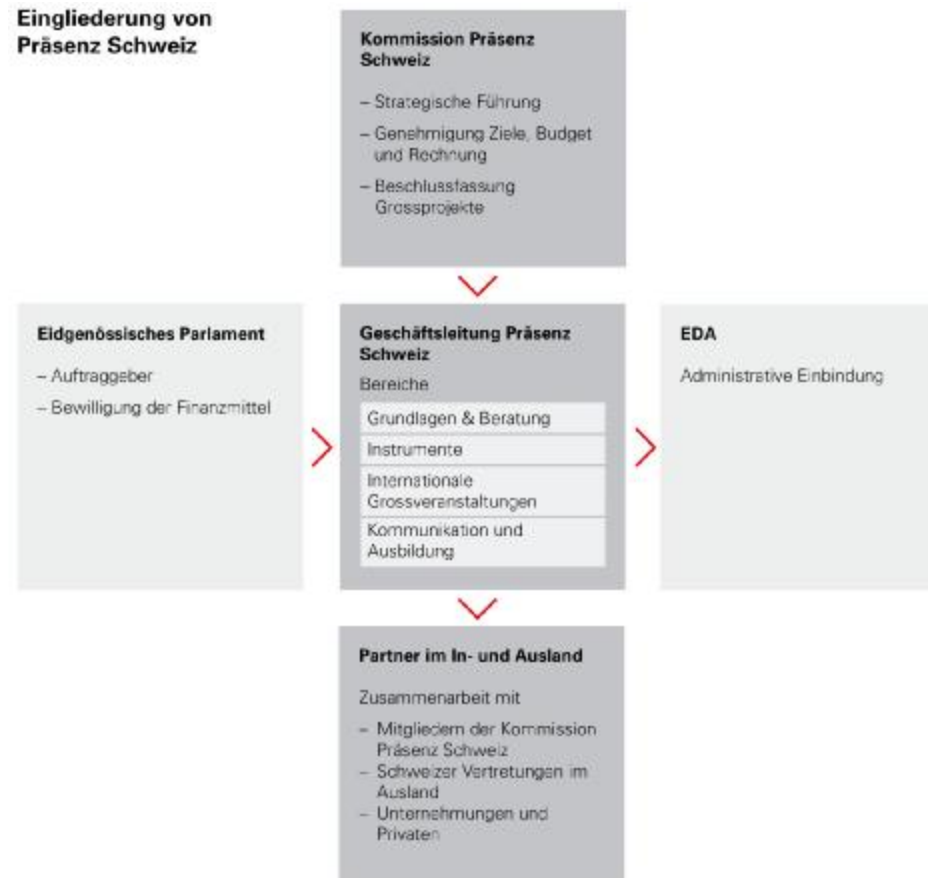 Eingliederung von
Präsenz Schweiz
Kommission Präsenz
Schweiz
– Strategische Führung
– Genehmigung Ziele, Budget
und Rechnung
– Beschlussfassung
Grossprojekte
Eidgenössisches Parlament
– Auftraggeber
– Bewilligung der Finanzmittel
Geschäftsleitung Präsenz
Schweiz
Bereiche
Grundlagen & Beratung
Instrumente
Internationale
Grossveranstaltungen
Kommunikation und
Ausbildung
EDA
Administrative Einbindung
Partner im In- und Ausland
Zusammenarbeit mit
– Mitgliedern der Kommission
Präsenz Schweiz
– Schweizer Vertretungen im
Ausland
– Unternehmungen und
Privaten